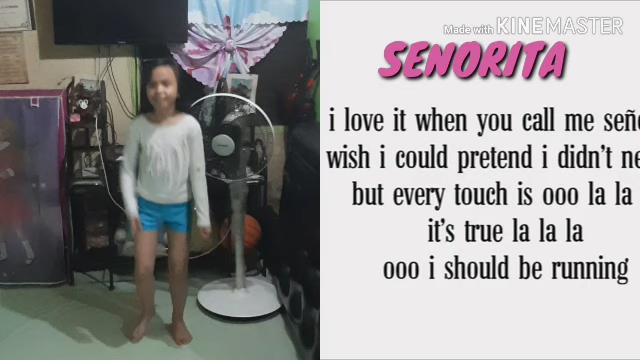 Made with KINEMASTER
SENORITA
i love it when you call me seño
wish i could pretend i didn't ne
but every touch is ooo la la
it's true la la la
ooo i should be running